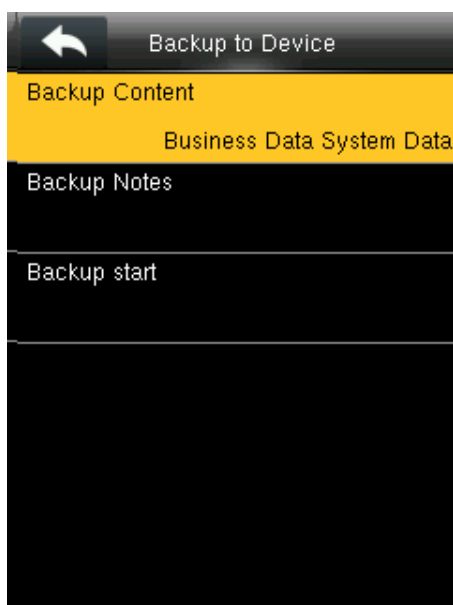 Backup to Device
Backup Content
Business Data System Data
Backup Notes
Backup start